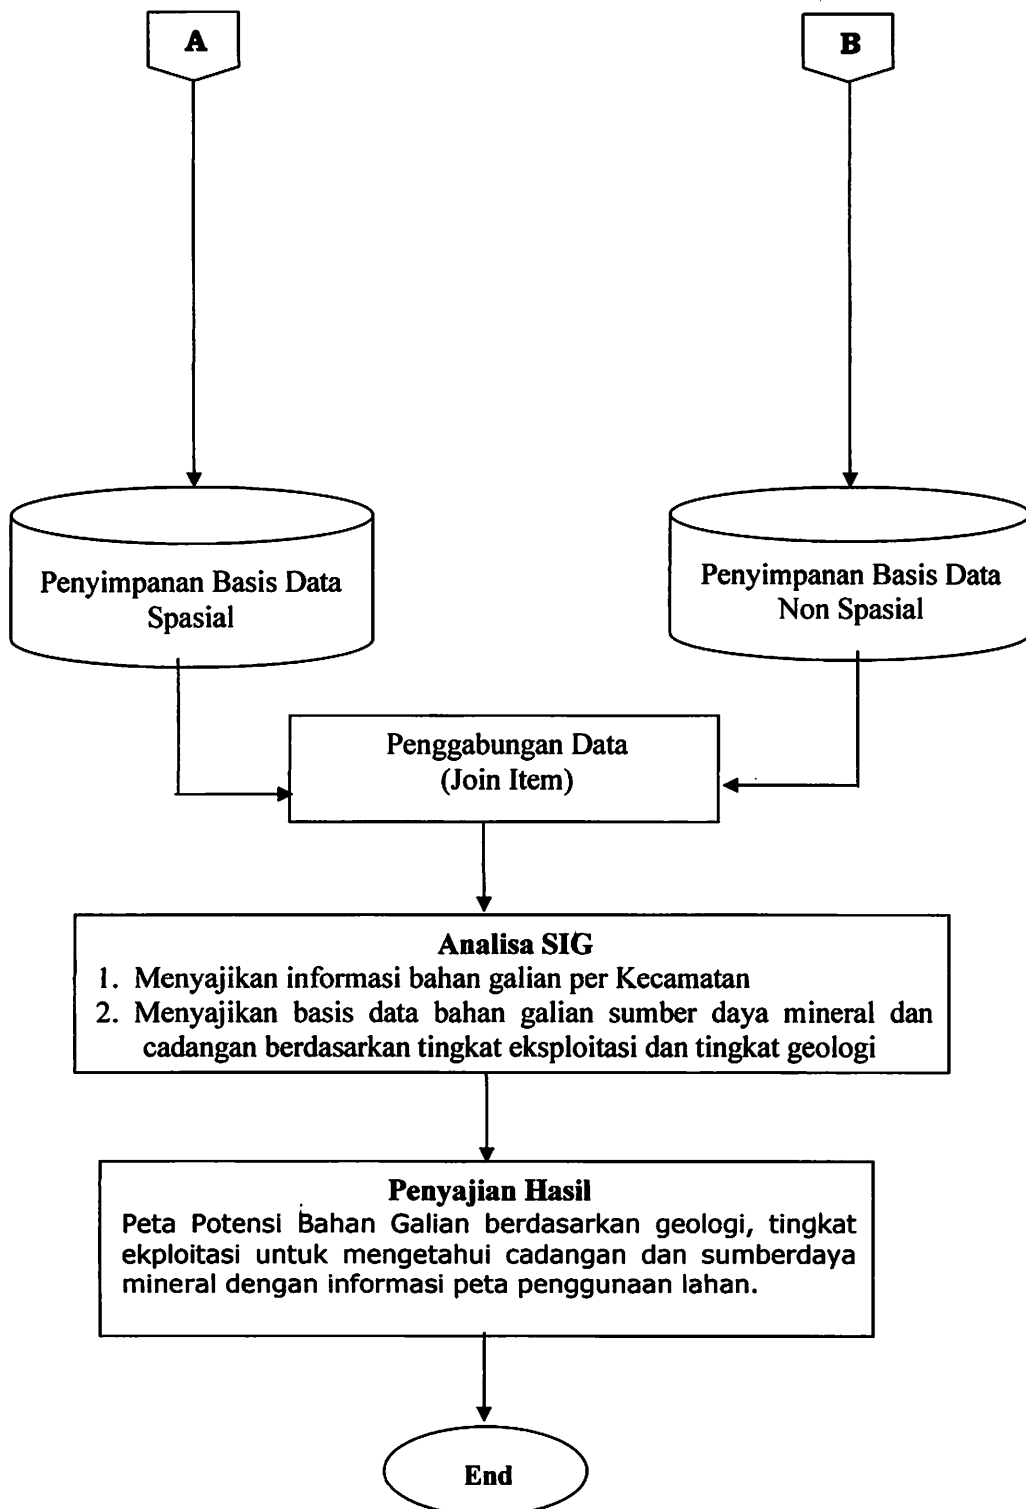 A
B
Penyimpanan Basis Data
Spasial
Penyimpanan Basis Data
Non Spasial
Penggabungan Data
(Join Item)
Analisa SIG
1. Menyajikan informasi bahan galian per Kecamatan
2. Menyajikan basis data bahan galian sumber daya mineral dan
cadangan berdasarkan tingkat eksploitasi dan tingkat geologi
Penyajian Hasil
Peta Potensi Bahan Galian berdasarkan geologi, tingkat
ekploitasi untuk mengetahui cadangan dan sumberdaya
mineral dengan informasi peta penggunaan lahan.
End